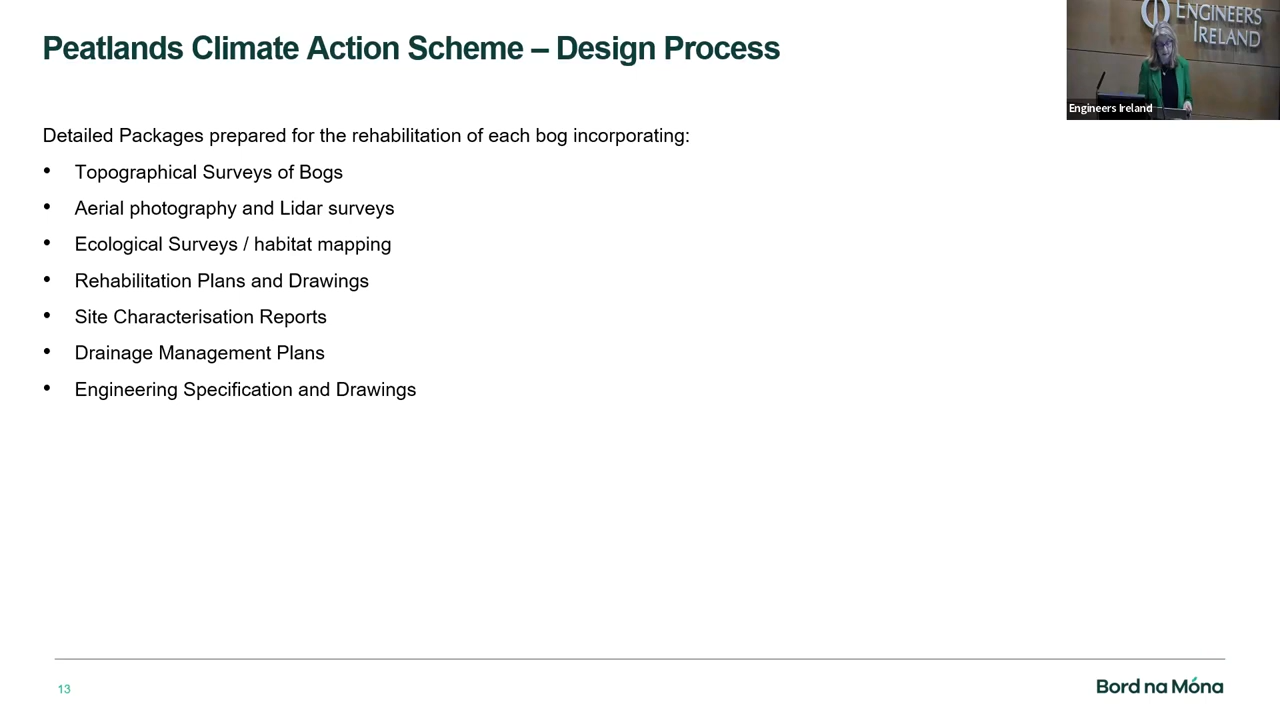 Peatlands Climate Action Scheme – Design Process
ENGINEERS
IRELAND
Engineers Ireland
Detailed Packages prepared for the rehabilitation of each bog incorporating:
• Topographical Surveys of Bogs
• Aerial photography and Lidar surveys
• Ecological Surveys / habitat mapping
• Rehabilitation Plans and Drawings
• Site Characterisation Reports
• Drainage Management Plans
• Engineering Specification and Drawings
13
Bord na Móna